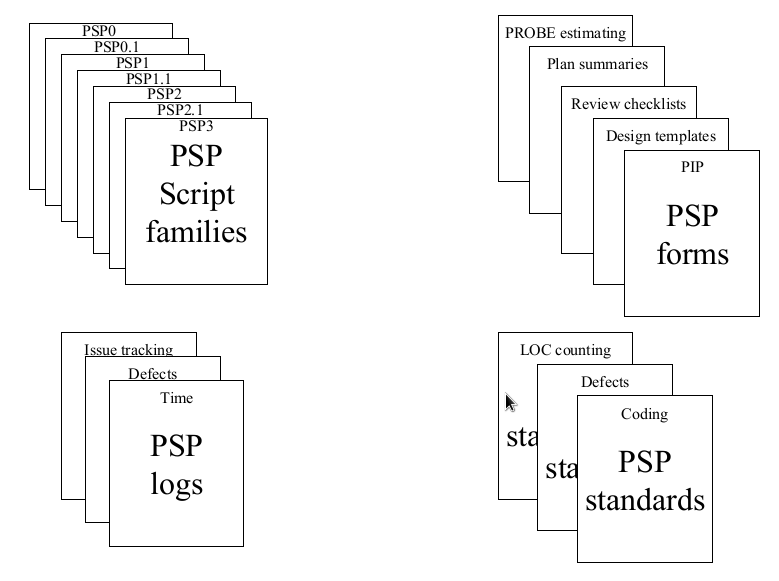 PSP0
PSP0.1
PSP1
PSP1.1
PSP2
PSP2.1
PSP3
PSP
Script
families
PROBE estimating
Plan summaries
Review checklists
Design templates
PIP
PSP
forms
Issue tracking
Defects
Time
PSP
logs
LOC counting
sta
Defects
sta
Coding
PSP
standards